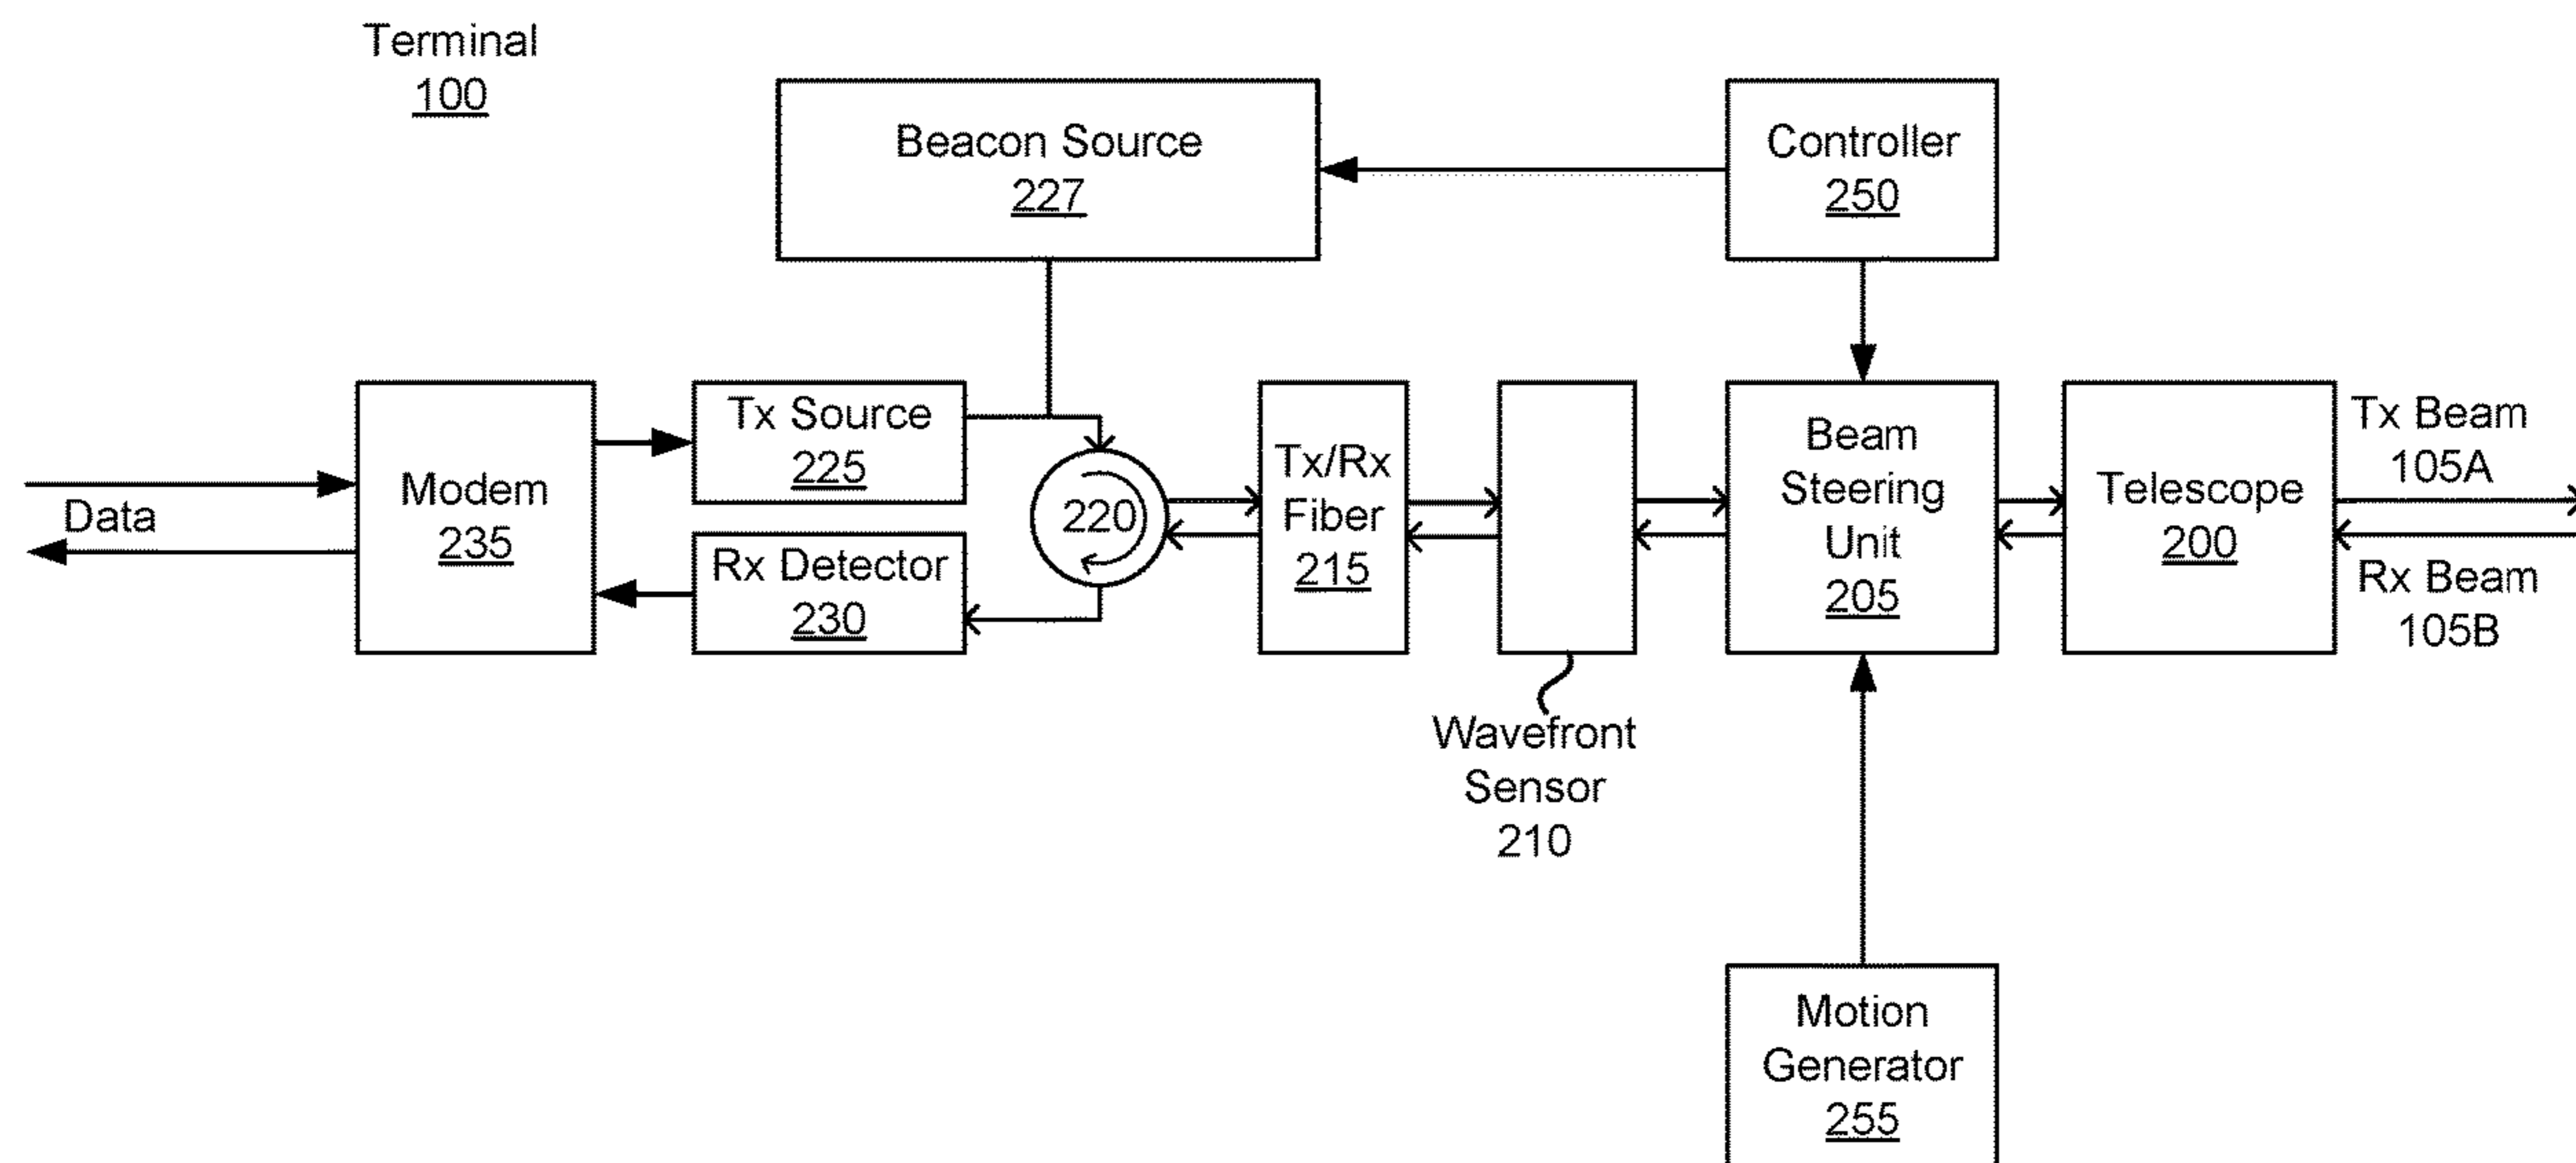 Terminal
100
Beacon Source
227
Controller
250
Data
Modem
235
Tx Source
225
Rx Detector
230
220
Tx/Rx
Fiber
215
Wavefront
Sensor
210
Beam
Steering
Unit
205
Telescope
200
Tx Beam
105A
Rx Beam
105B
Motion
Generator
255